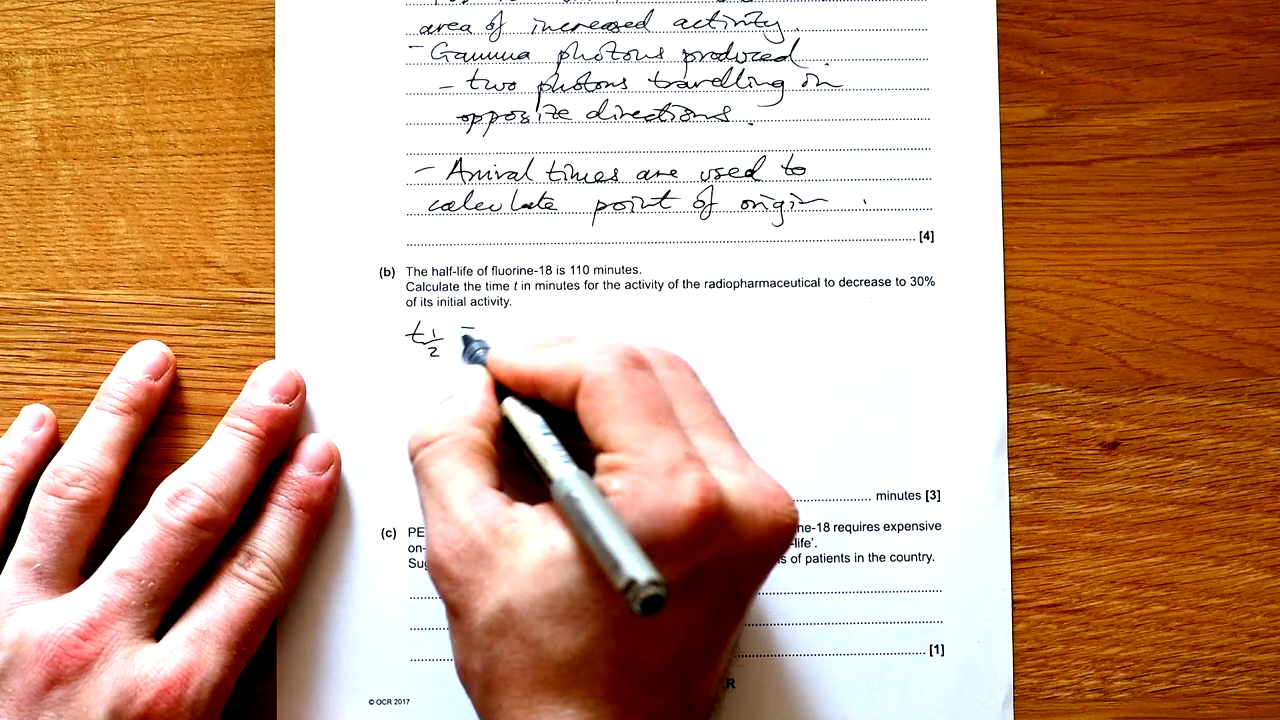 area of increased activity.
- Gamma photons produced.
- two photons travelling in
opposite directions.
- Arrival times are used to
calculate point of origin.
[4]
(b) The half-life of fluorine-18 is 110 minutes.
Calculate the time t in minutes for the activity of the radiopharmaceutical to decrease to 30%
of its initial activity.
t½ =
minutes [3]
(c) PE ne-18 requires expensive
on- -life'.
Sug s of patients in the country.
[1]
© OCR 2017